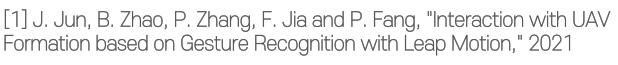 [1] J. Jun, B. Zhao, P. Zhang, F. Jia and P. Fang, "Interaction with UAV
Formation based on Gesture Recognition with Leap Motion," 2021